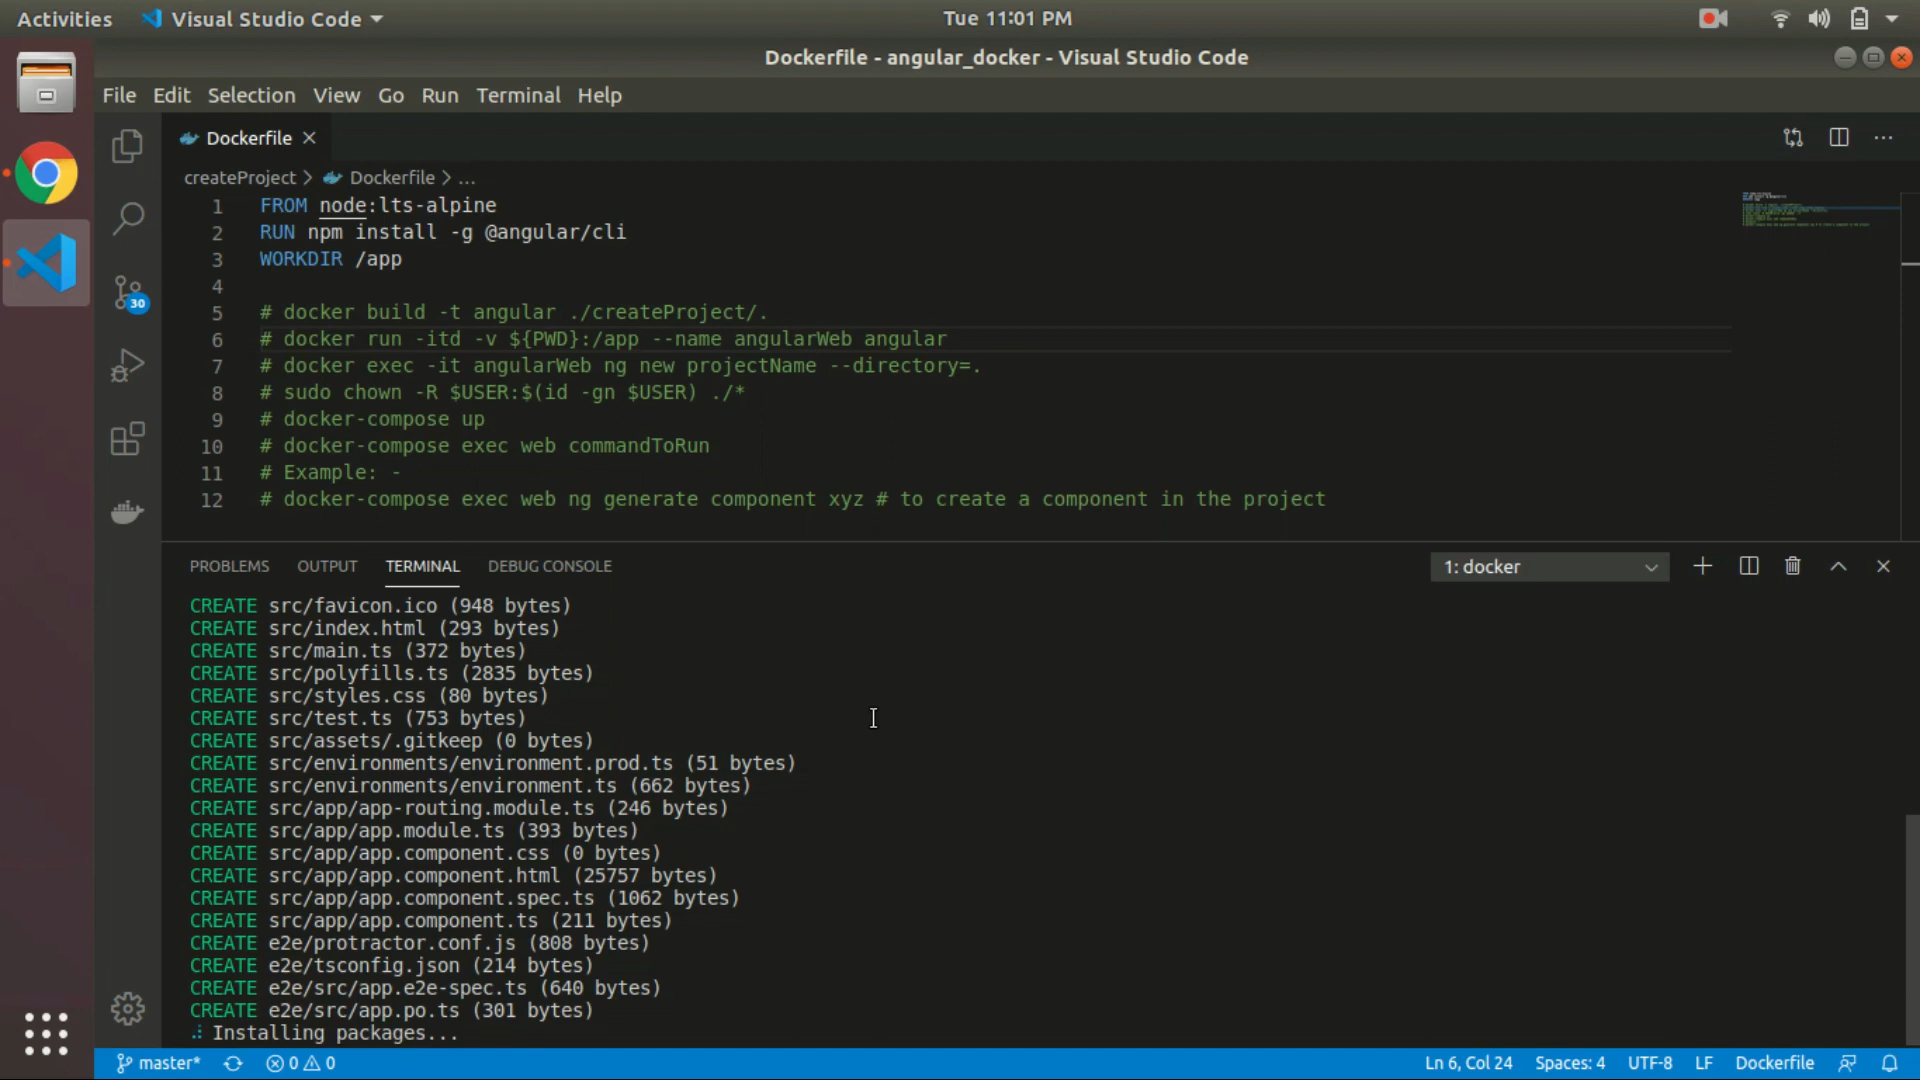 Activities Visual Studio Code Tue 11:01 PM
Dockerfile - angular_docker - Visual Studio Code
File Edit Selection View Go Run Terminal Help
Dockerfile
createProject > Dockerfile > ...
1 FROM node:lts-alpine
2 RUN npm install -g @angular/cli
3 WORKDIR /app
4
5 # docker build -t angular ./createProject/.
6 # docker run -itd -v ${PWD}:/app --name angularWeb angular
7 # docker exec -it angularWeb ng new projectName --directory=.
8 # sudo chown -R $USER:$(id -gn $USER) ./*
9 # docker-compose up
10 # docker-compose exec web commandToRun
11 # Example: -
12 # docker-compose exec web ng generate component xyz # to create a component in the project
30
PROBLEMS OUTPUT TERMINAL DEBUG CONSOLE 1: docker
CREATE src/favicon.ico (948 bytes)
CREATE src/index.html (293 bytes)
CREATE src/main.ts (372 bytes)
CREATE src/polyfills.ts (2835 bytes)
CREATE src/styles.css (80 bytes)
CREATE src/test.ts (753 bytes)
CREATE src/assets/.gitkeep (0 bytes)
CREATE src/environments/environment.prod.ts (51 bytes)
CREATE src/environments/environment.ts (662 bytes)
CREATE src/app/app-routing.module.ts (246 bytes)
CREATE src/app/app.module.ts (393 bytes)
CREATE src/app/app.component.css (0 bytes)
CREATE src/app/app.component.html (25757 bytes)
CREATE src/app/app.component.spec.ts (1062 bytes)
CREATE src/app/app.component.ts (211 bytes)
CREATE e2e/protractor.conf.js (808 bytes)
CREATE e2e/tsconfig.json (214 bytes)
CREATE e2e/src/app.e2e-spec.ts (640 bytes)
CREATE e2e/src/app.po.ts (301 bytes)
Installing packages...
master* 0 0 Ln 6, Col 24 Spaces: 4 UTF-8 LF Dockerfile